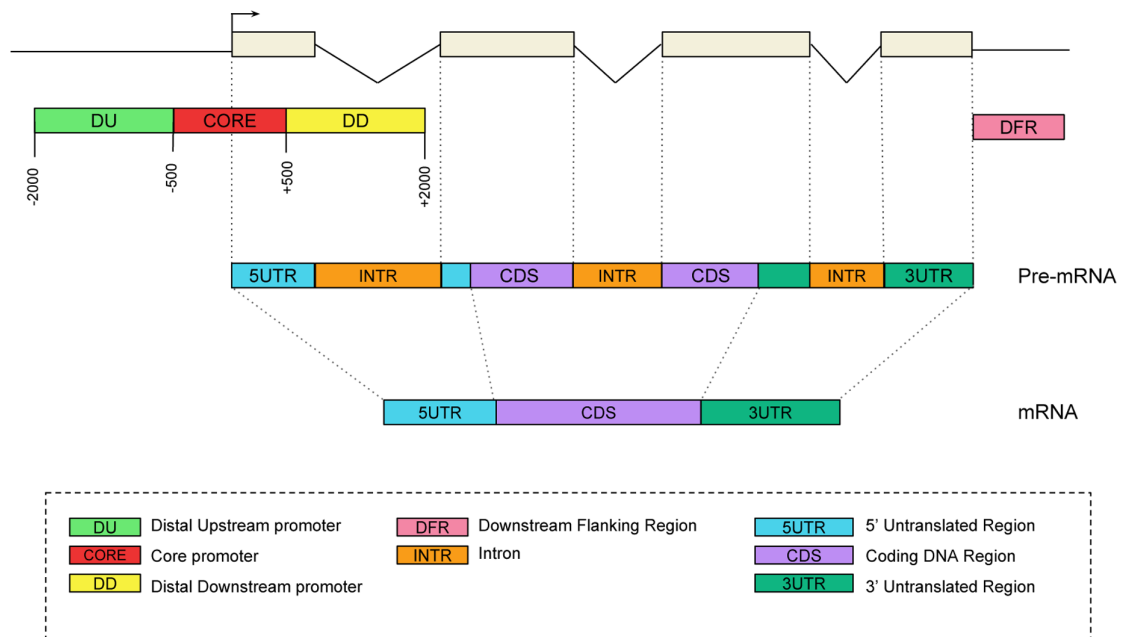 DU CORE DD
DFR
-2000 -500 +500 +2000
5UTR INTR CDS INTR CDS INTR 3UTR Pre-mRNA
5UTR CDS 3UTR mRNA
DU Distal Upstream promoter DFR Downstream Flanking Region 5UTR 5' Untranslated Region
CORE Core promoter INTR Intron CDS Coding DNA Region
DD Distal Downstream promoter 3UTR 3' Untranslated Region